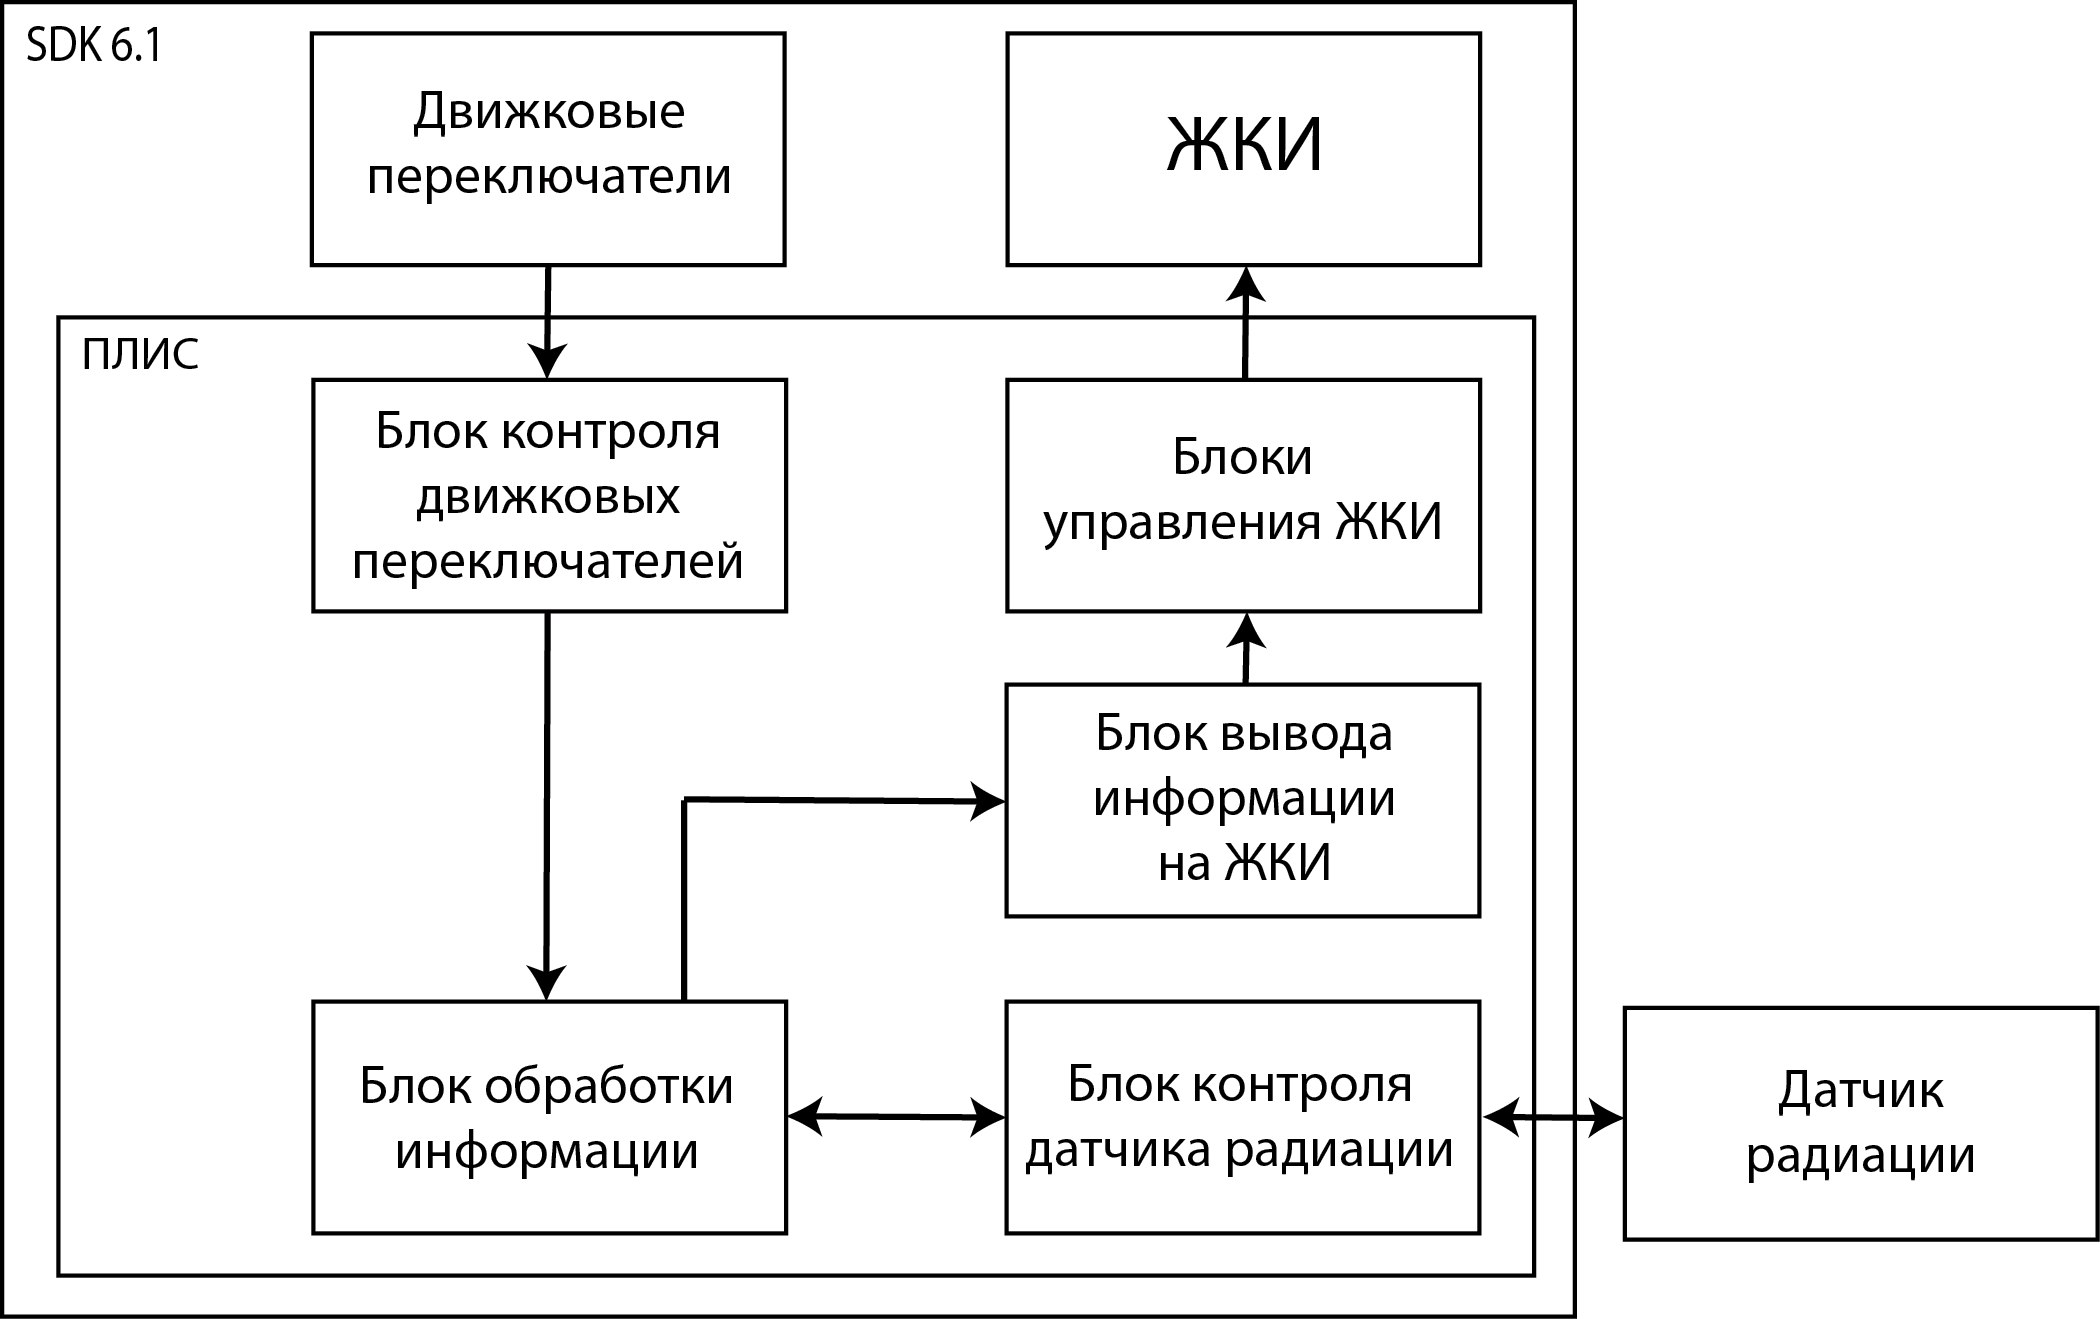 SDK 6.1
Движковые
переключатели
ЖКИ
ПЛИС
Блок контроля
движковых
переключателей
Блоки
управления ЖКИ
Блок вывода
информации
на ЖКИ
Блок обработки
информации
Блок контроля
датчика радиации
Датчик
радиации